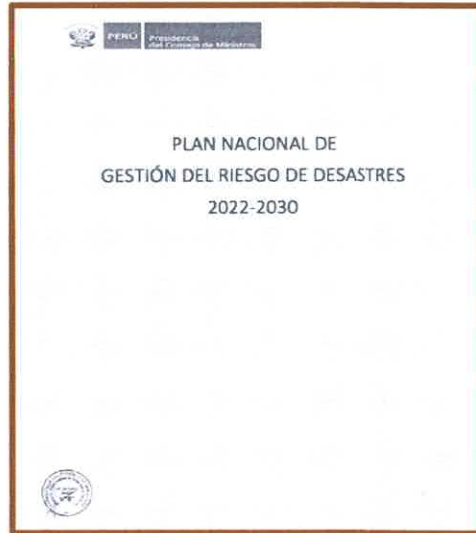 PERÚ
Presidencia
del Consejo de Ministros
PLAN NACIONAL DE
GESTIÓN DEL RIESGO DE DESASTRES
2022-2030